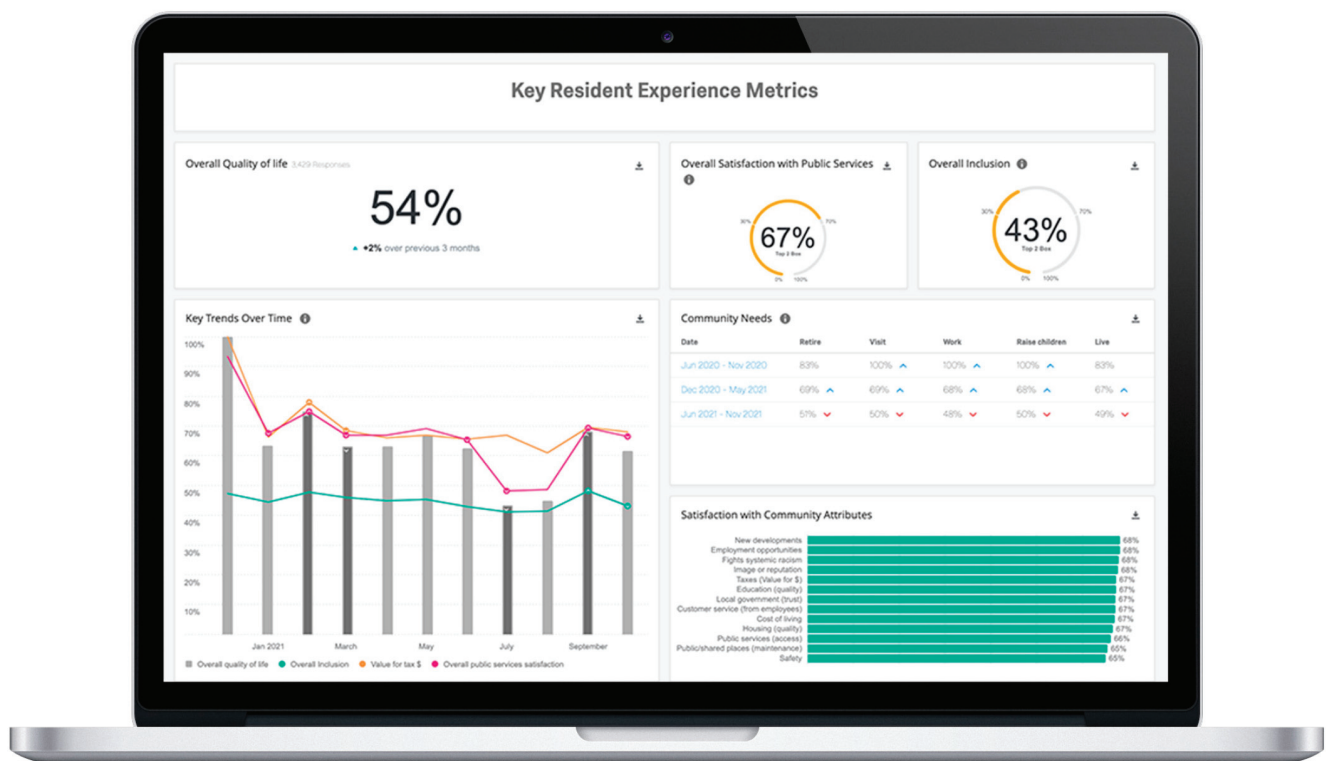 Key Resident Experience Metrics
Overall Quality of life 3,429 Responses
54%
+2% over previous 3 months
Overall Satisfaction with Public Services
30%
70%
67%
0%
100%
Overall Inclusion
30%
70%
43%
Top 2 Box
0%
100%
Key Trends Over Time
100%
90%
80%
70%
60%
50%
40%
30%
20%
10%
Jan 2021 March May July September
Overall quality of life Overall Inclusion Value for tax $ Overall public services satisfaction
Community Needs
Date Retire Visit Work Raise children Live
Jun 2020 - Nov 2020 83% 100% 100% 100% 83%
Dec 2020 - May 2021 69% 69% 68% 68% 67%
Jun 2021 - Nov 2021 51% 50% 48% 50% 49%
Satisfaction with Community Attributes
New developments 68%
Employment opportunities 68%
Fights systemic racism 68%
Image or reputation 68%
Taxes (Value for $) 67%
Education (quality) 67%
Local government (trust) 67%
Customer service (from employees) 67%
Cost of living 67%
Housing (quality) 67%
Public services (access) 66%
Public/shared places (maintenance) 65%
Safety 65%